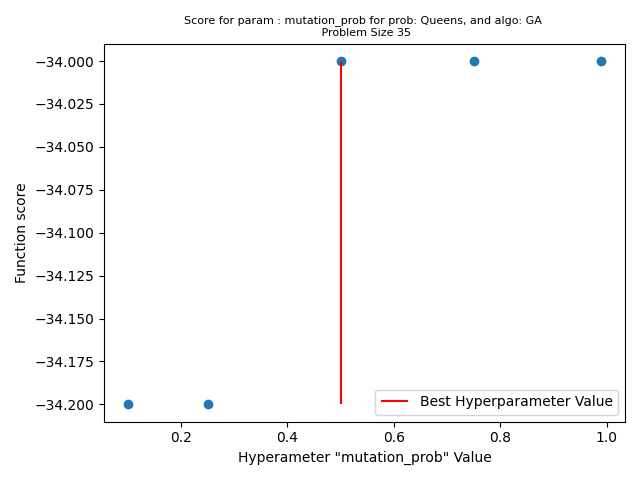 Score for param : mutation_prob for prob: Queens, and algo: GA
Problem Size 35
−34.000
−34.025
−34.050
−34.075
−34.100
−34.125
−34.150
−34.175
−34.200
Function score
Best Hyperparameter Value
0.2
0.4
0.6
0.8
1.0
Hyperameter "mutation_prob" Value